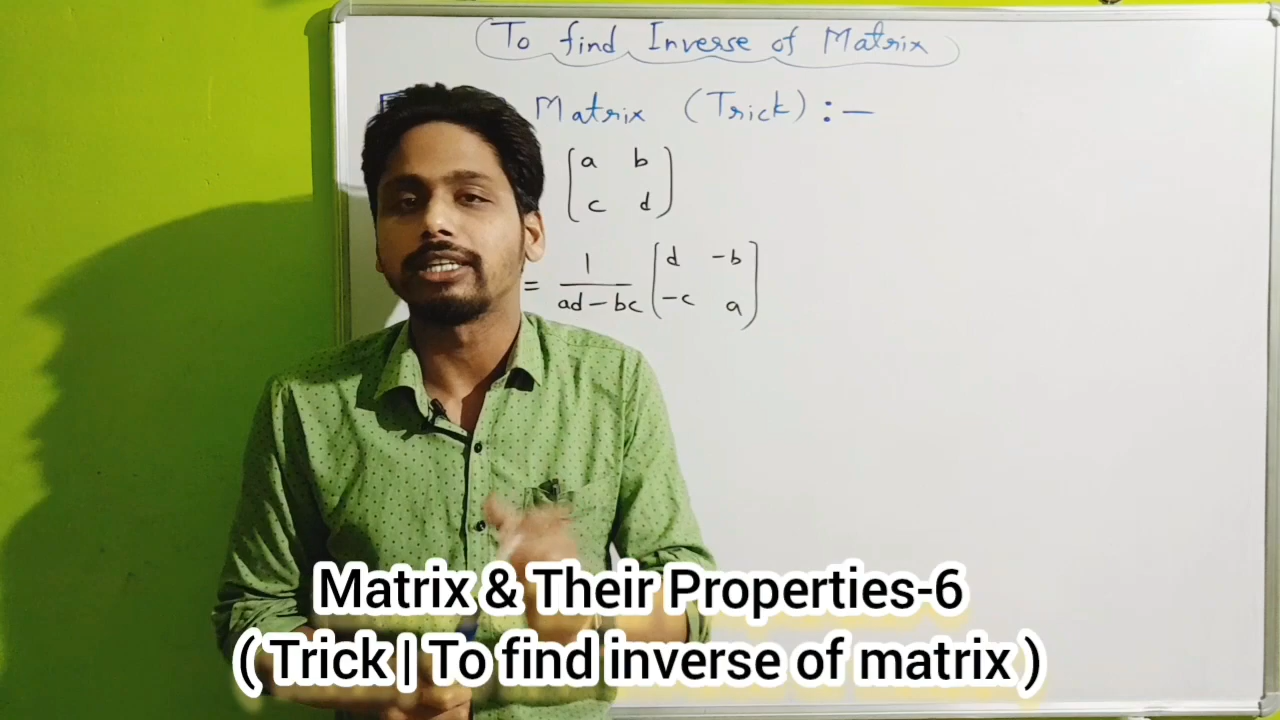 To find Inverse of Matrix
Matrix (Trick) : —
[a b
c d]
= 1/(ad - bc) [d -b
-c a]
Matrix & Their Properties-6
( Trick | To find inverse of matrix )